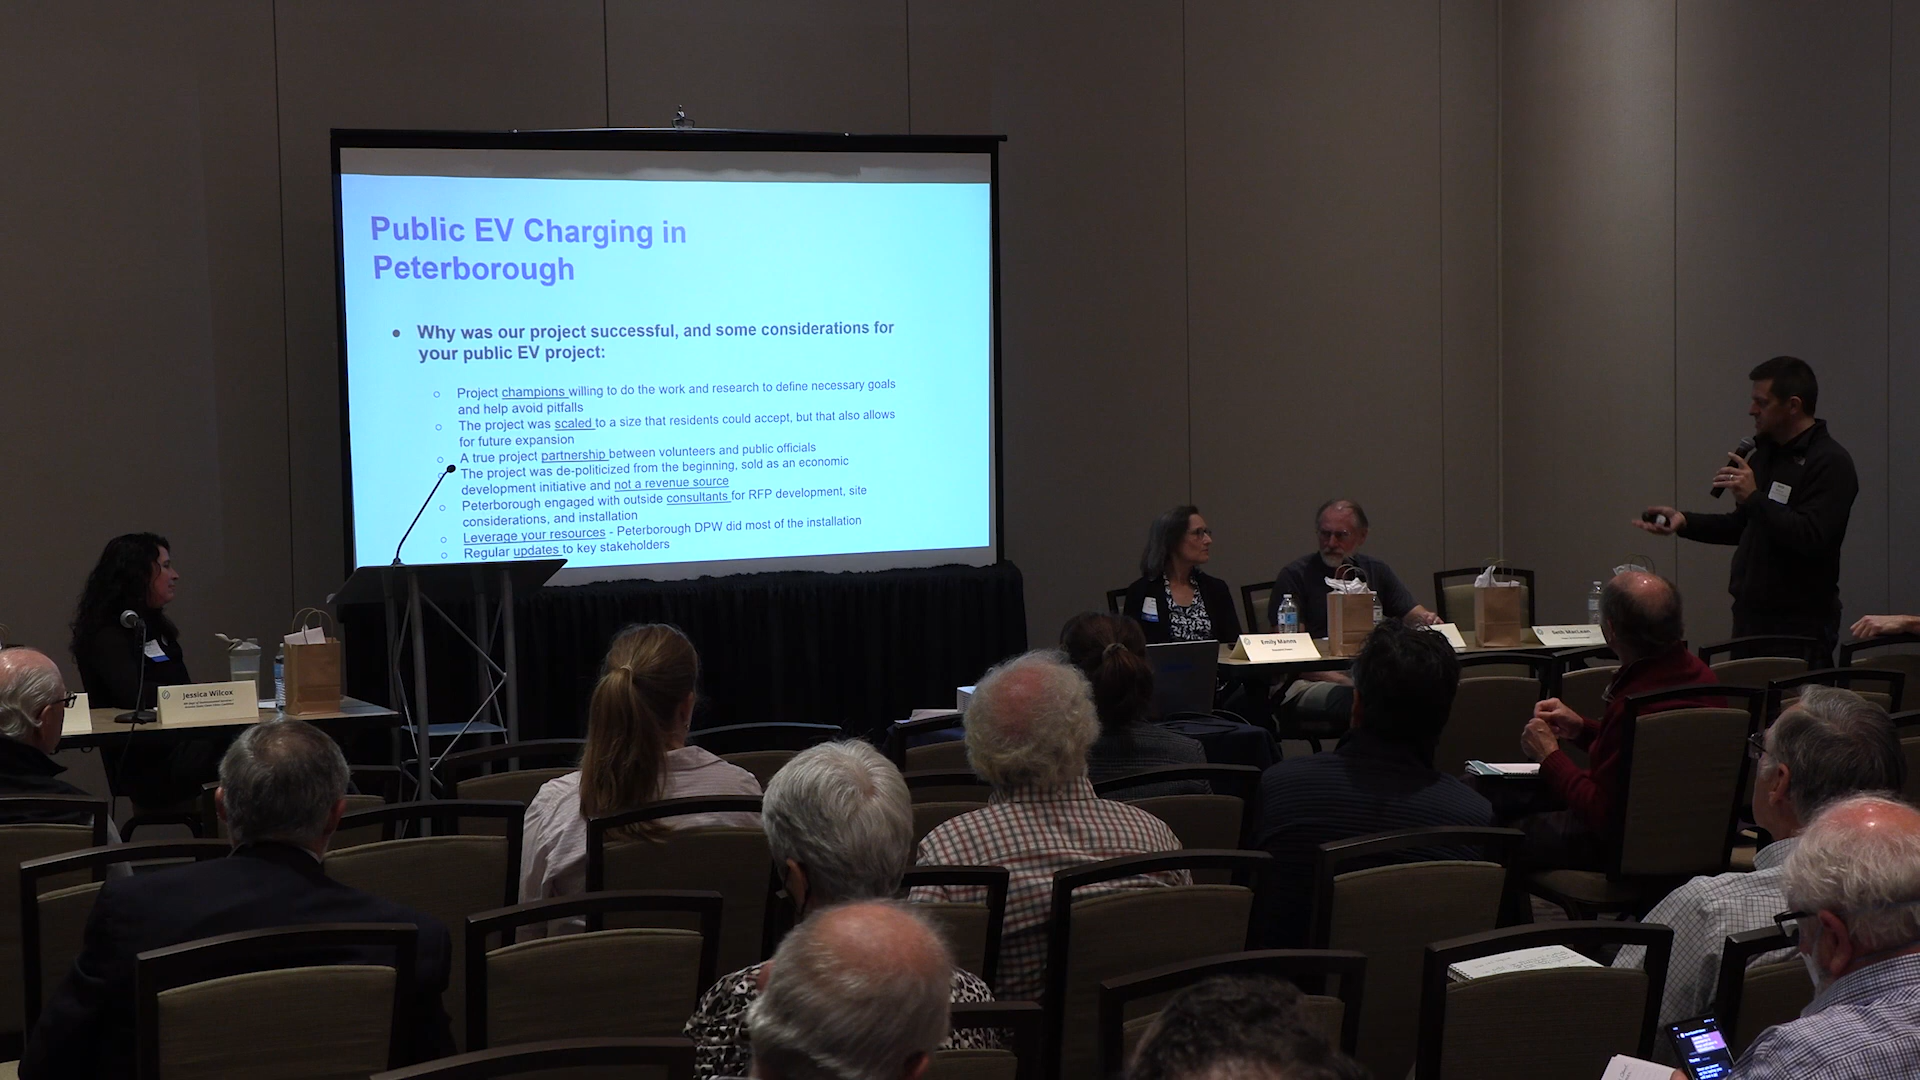 Public EV Charging in
Peterborough
Why was our project successful, and some considerations for
your public EV project:
Project champions willing to do the work and research to define necessary goals
and help avoid pitfalls
The project was scaled to a size that residents could accept, but that also allows
for future expansion
A true project partnership between volunteers and public officials
The project was de-politicized from the beginning, sold as an economic
development initiative and not a revenue source
Peterborough engaged with outside consultants for RFP development, site
considerations, and installation
Leverage your resources - Peterborough DPW did most of the installation
Regular updates to key stakeholders
Jessica Wilcox
Emily Manns
Seth MacLean